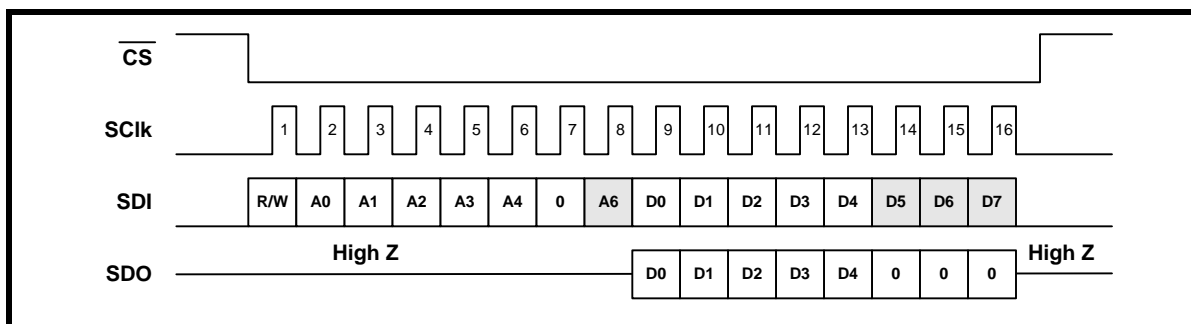 CS
SClk 1 2 3 4 5 6 7 8 9 10 11 12 13 14 15 16
SDI R/W A0 A1 A2 A3 A4 0 A6 D0 D1 D2 D3 D4 D5 D6 D7
High Z High Z
SDO D0 D1 D2 D3 D4 0 0 0